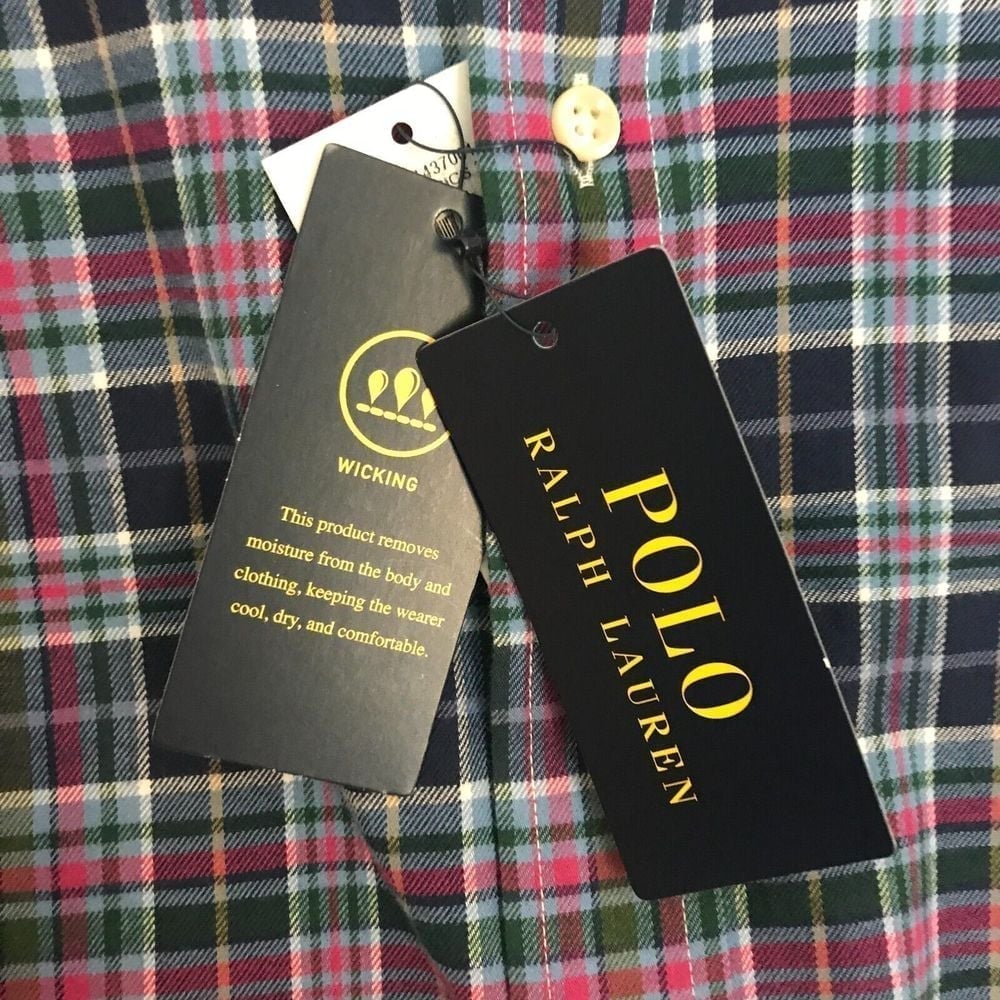 WICKING
This product removes
moisture from the body and
clothing, keeping the wearer
cool, dry, and comfortable.
POLO
RALPH LAUREN